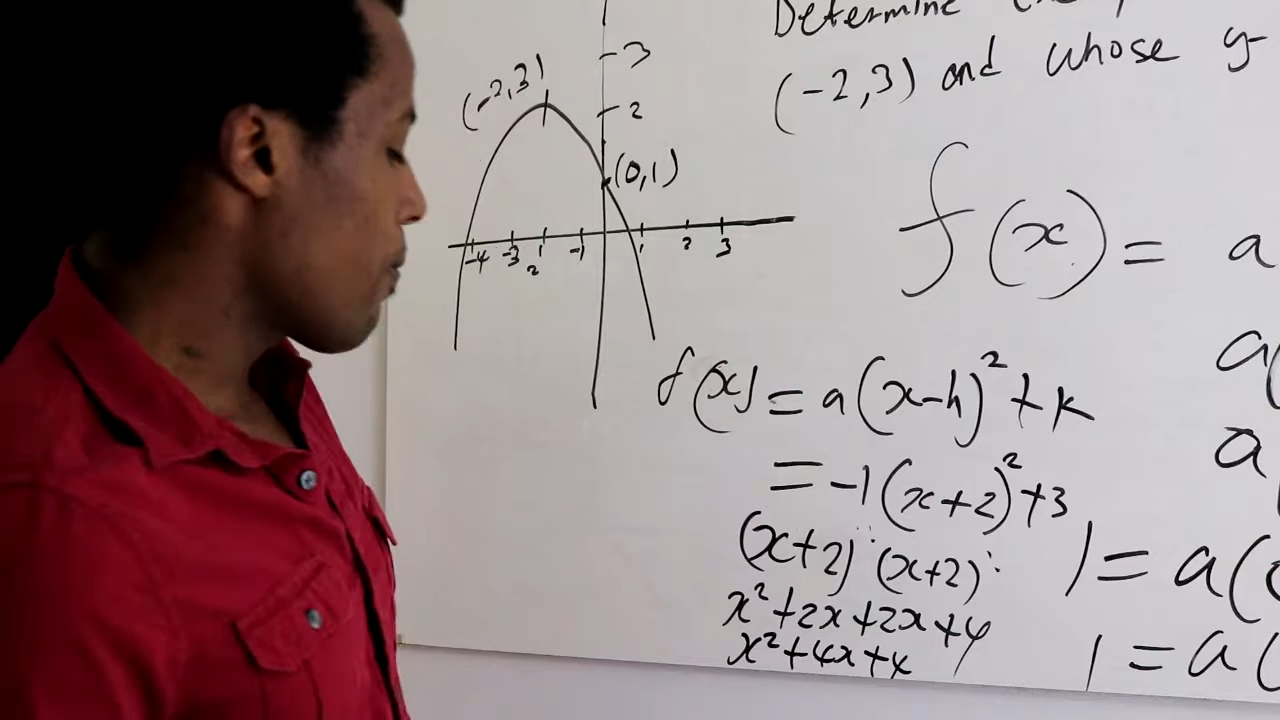 Determine
(-2,3) and whose y-
3
(-2,3)
2
(0,1)
-4 -3 2 -1 1 2 3
f(x) = a
a(
f(x) = a(x-h)² + k
a
= -1(x+2)² + 3
(x+2) (x+2)
1 = a(
x² + 2x + 2x + 4
x² + 4x + 4
1 = a(